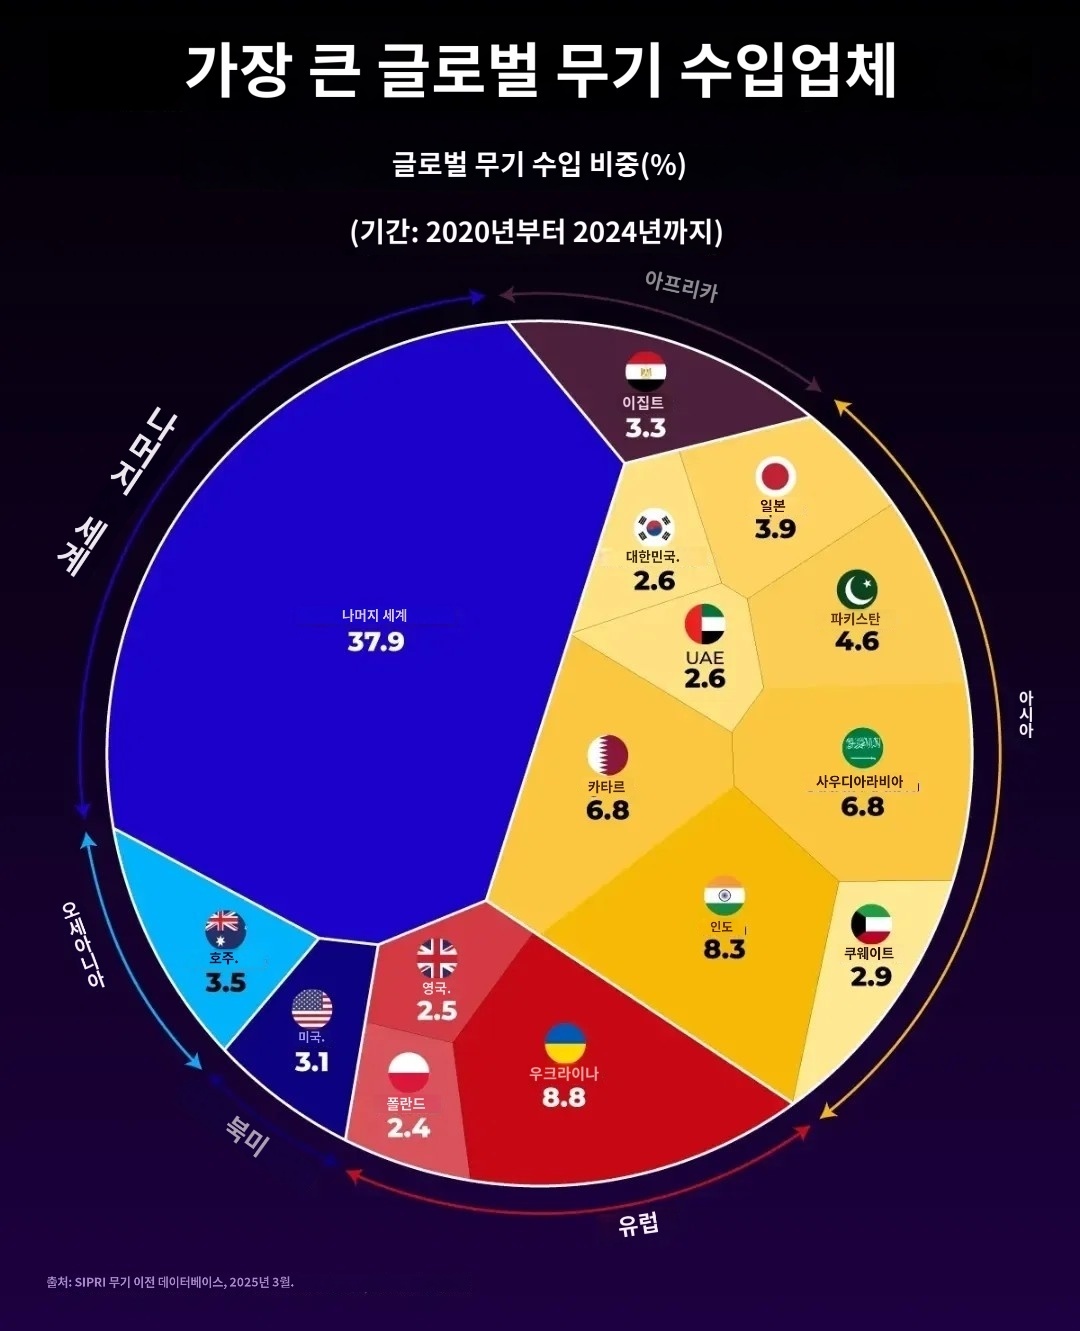 가장 큰 글로벌 무기 수입업체
글로벌 무기 수입 비중(%)
(기간: 2020년부터 2024년까지)
아프리카
이집트
3.3
나머지 세계
일본
3.9
대한민국.
2.6
파키스탄
4.6
나머지 세계
37.9
UAE
2.6
아시아
카타르
6.8
사우디아라비아
6.8
인도
8.3
쿠웨이트
2.9
오세아니아
호주.
3.5
영국.
2.5
미국.
3.1
우크라이나
8.8
폴란드
2.4
북미
유럽
출처: SIPRI 무기 이전 데이터베이스, 2025년 3월.